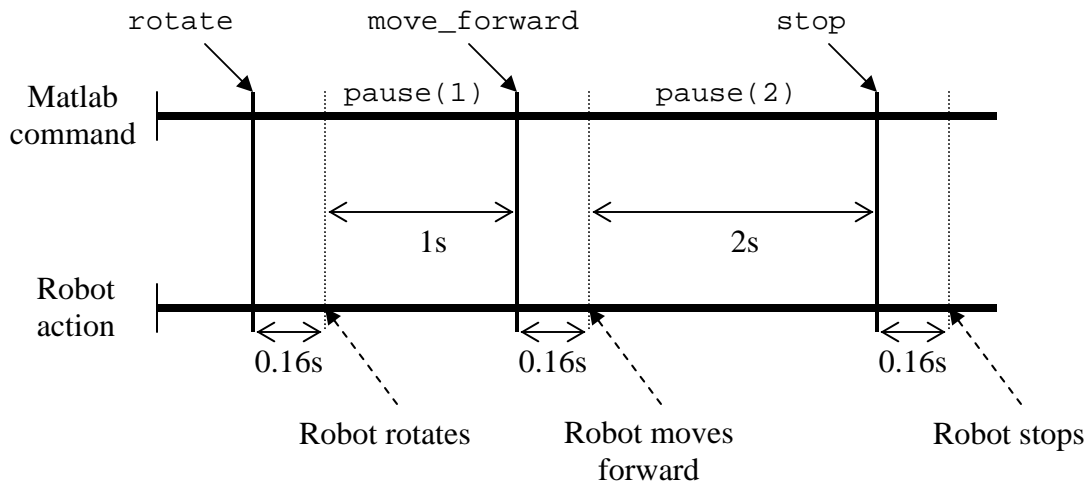 rotate
move_forward
stop
Matlab
command
pause(1)
pause(2)
1s
2s
Robot
action
0.16s
0.16s
0.16s
Robot rotates
Robot moves
forward
Robot stops